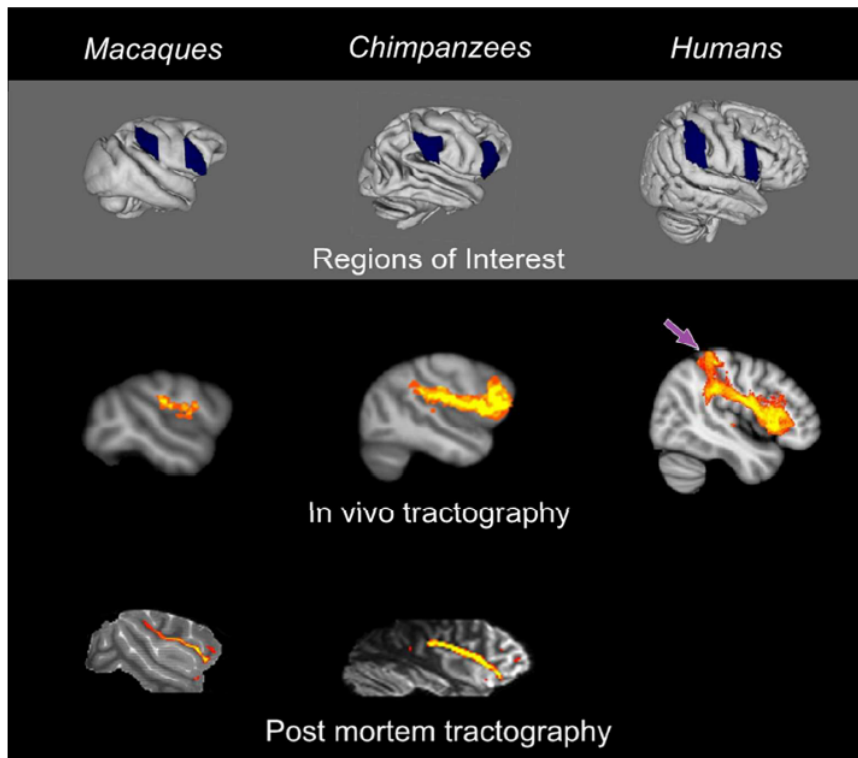 Macaques Chimpanzees Humans
Regions of Interest
In vivo tractography
Post mortem tractography